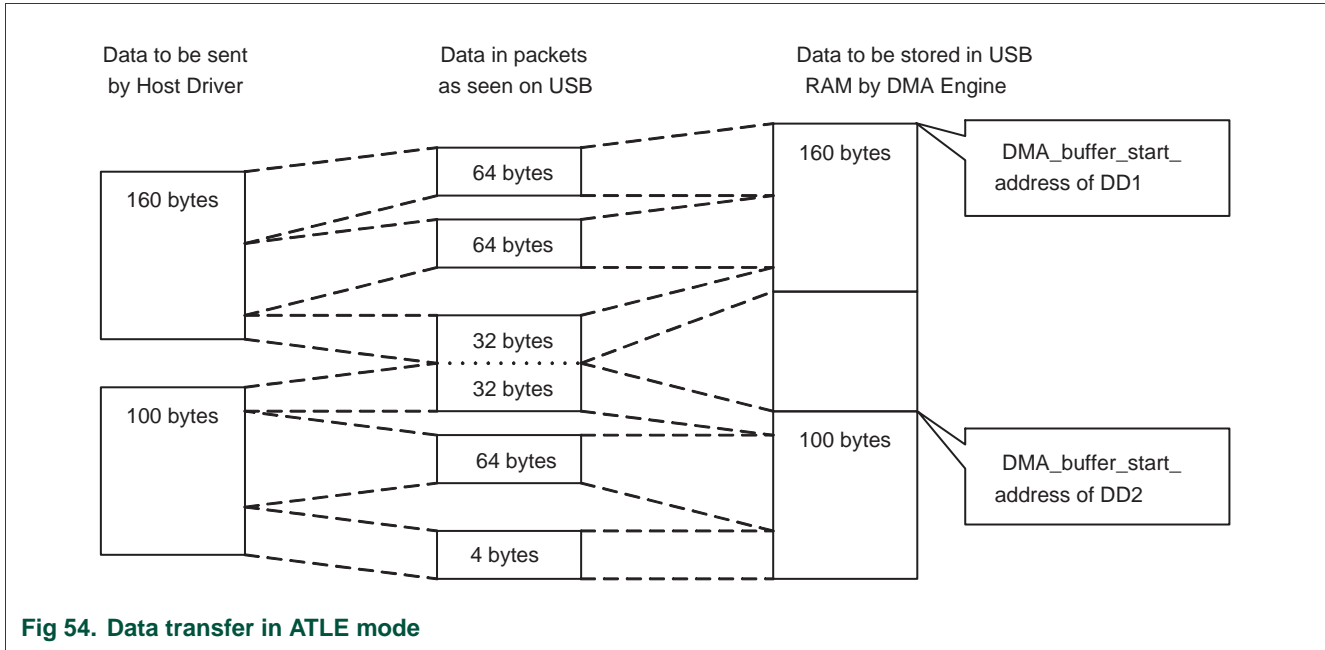 Data to be sent
by Host Driver
Data in packets
as seen on USB
Data to be stored in USB
RAM by DMA Engine
160 bytes
100 bytes
64 bytes
64 bytes
32 bytes
32 bytes
64 bytes
4 bytes
160 bytes
100 bytes
DMA_buffer_start_
address of DD1
DMA_buffer_start_
address of DD2
Fig 54. Data transfer in ATLE mode